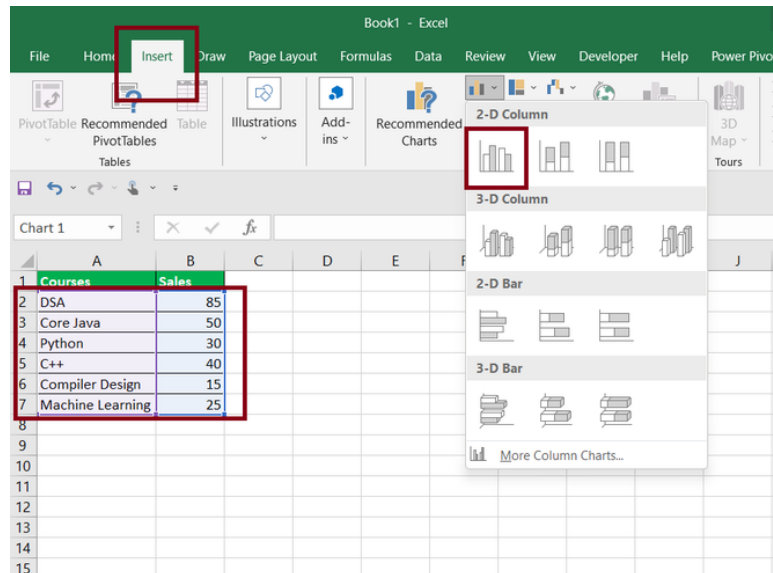 Book1 - Excel
File Home Insert Draw Page Layout Formulas Data Review View Developer Help Power Pivo
PivotTable Recommended PivotTables Table
Illustrations
Add-ins
Recommended Charts
3D Map
Tables
Tours
2-D Column
3-D Column
2-D Bar
3-D Bar
More Column Charts...
Chart 1
fx
A B C D E F J
1 Courses Sales
2 DSA 85
3 Core Java 50
4 Python 30
5 C++ 40
6 Compiler Design 15
7 Machine Learning 25
8
9
10
11
12
13
14
15